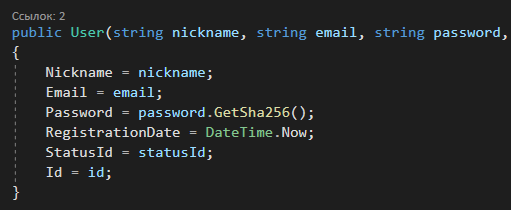 Ссылок: 2
public User(string nickname, string email, string password,
{
Nickname = nickname;
Email = email;
Password = password.GetSha256();
RegistrationDate = DateTime.Now;
StatusId = statusId;
Id = id;
}